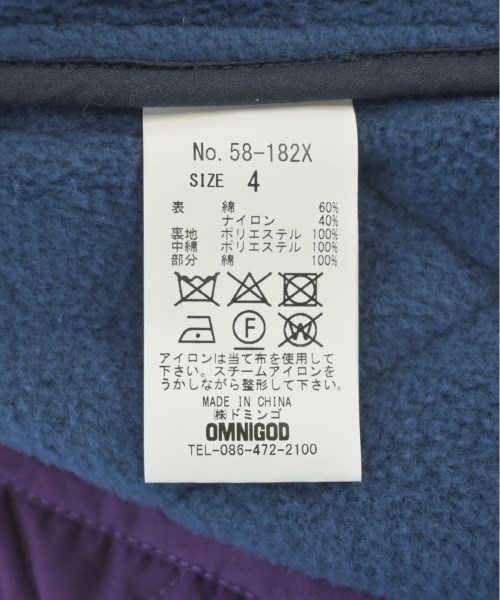 No. 58-182X
SIZE 4
表 綿 60%
ナイロン 40%
裏地 ポリエステル 100%
中綿 ポリエステル 100%
部分 綿 100%
F
W
アイロンは当て布を使用して
下さい。スチームアイロンを
うかしながら整形して下さい。
MADE IN CHINA
㈱ドミンゴ
OMNIGOD
TEL-086-472-2100